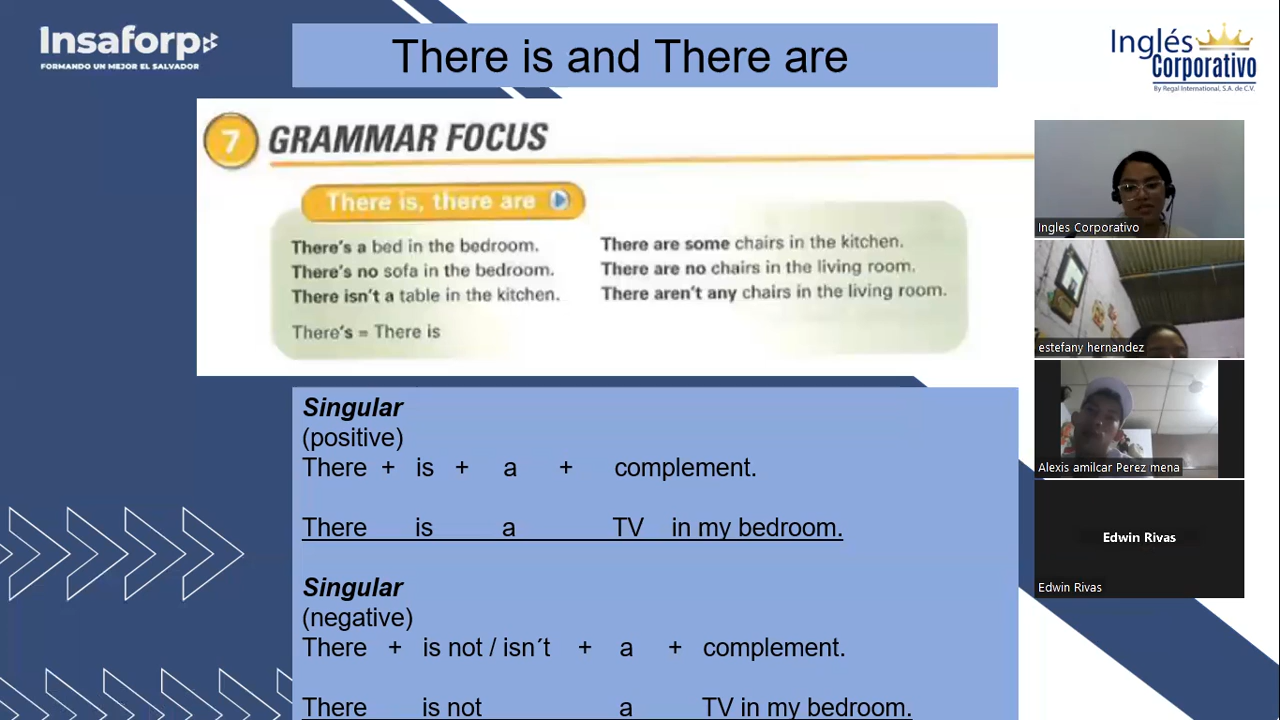 Insaforp
FORMANDO UN MEJOR EL SALVADOR
There is and There are
Inglés
Corporativo
By Regal International, S.A. de C.V.
7 GRAMMAR FOCUS
There is, there are
There's a bed in the bedroom.
There's no sofa in the bedroom.
There isn't a table in the kitchen.
There's = There is
There are some chairs in the kitchen.
There are no chairs in the living room.
There aren't any chairs in the living room.
Singular
(positive)
There + is + a + complement.
There is a TV in my bedroom.
Singular
(negative)
There + is not / isn´t + a + complement.
There is not a TV in my bedroom.
Ingles Corporativo
estefany hernandez
Alexis amilcar Perez mena
Edwin Rivas
Edwin Rivas